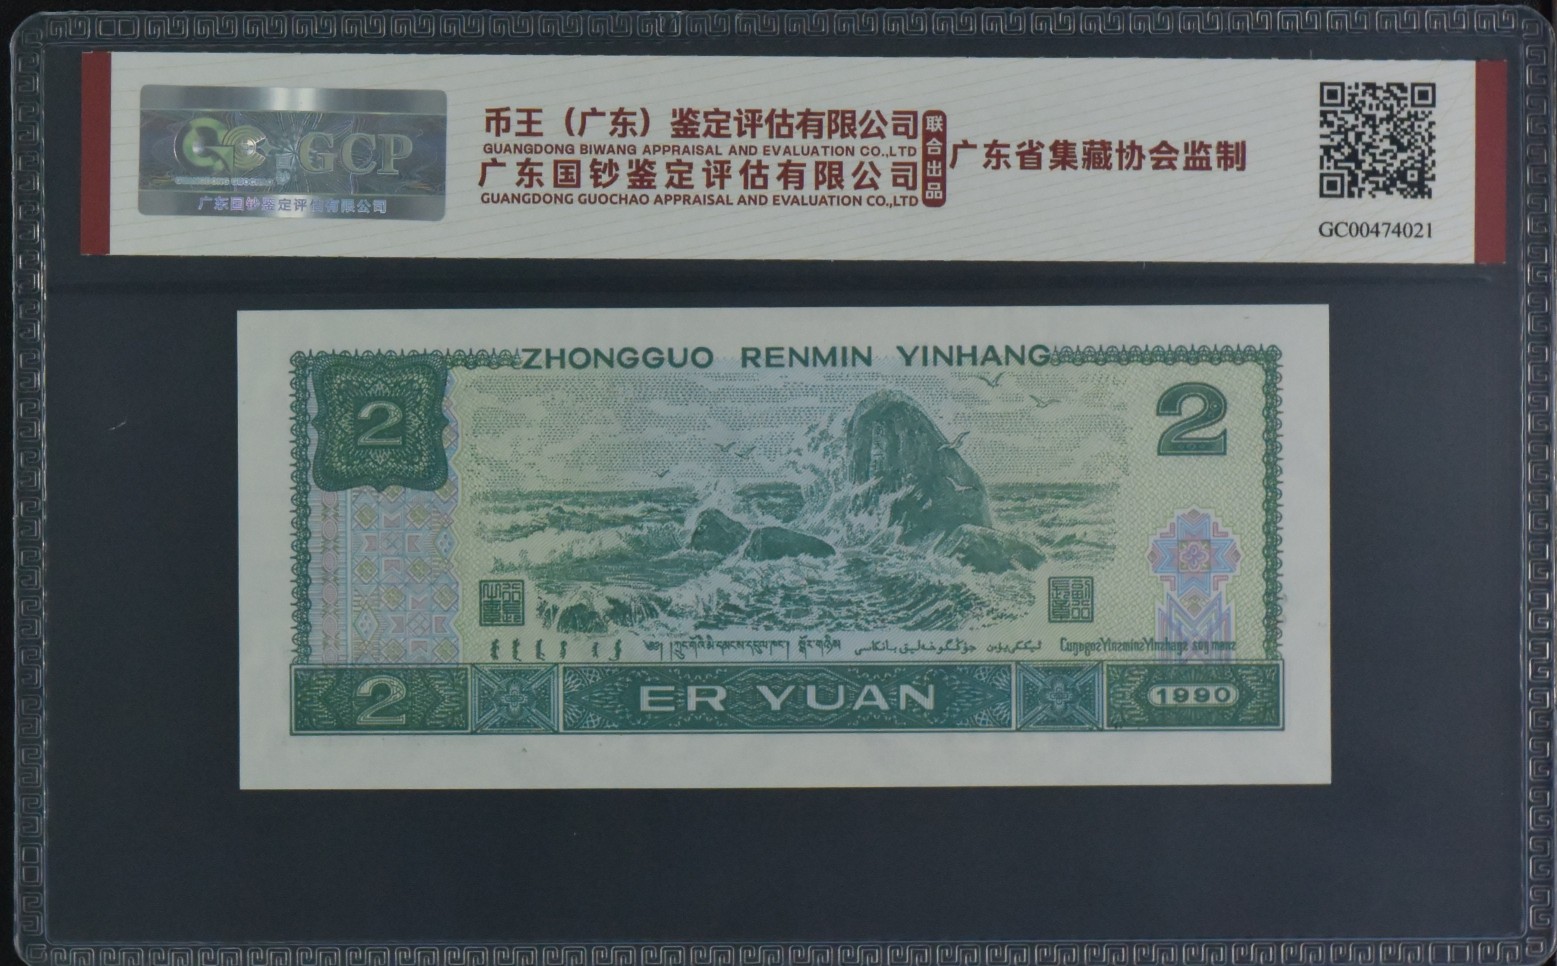 GCP
广东国钞鉴定评估有限公司
币王（广东）鉴定评估有限公司
GUANGDONG BIWANG APPRAISAL AND EVALUATION CO.,LTD
广东国钞鉴定评估有限公司
GUANGDONG GUOCHAO APPRAISAL AND EVALUATION CO.,LTD
联合出品
广东省集藏协会监制
GC00474021
ZHONGGUO RENMIN YINHANG
2
2
2
ER YUAN
1990